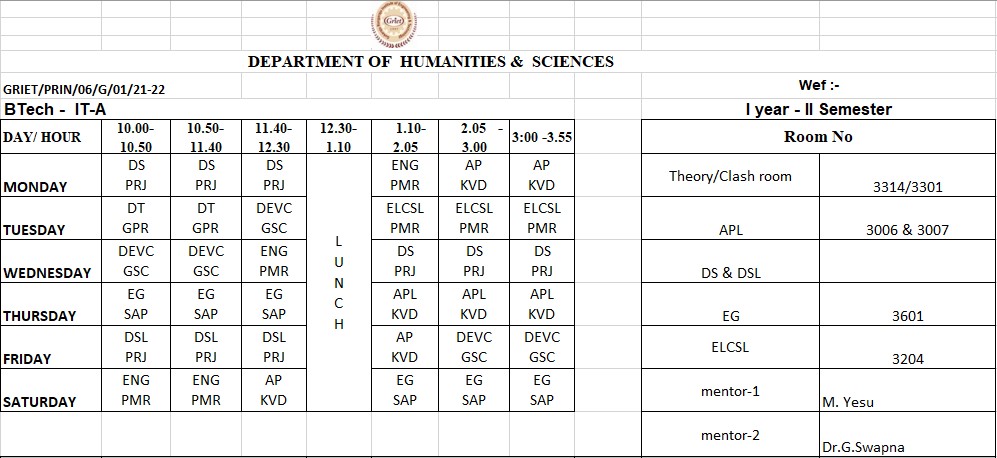 Griet
DEPARTMENT OF HUMANITIES & SCIENCES
GRIET/PRIN/06/G/01/21-22 Wef :-
BTech - IT-A I year - II Semester
DAY/ HOUR 10.00-10.50 10.50-11.40 11.40-12.30 12.30-1.10 1.10-2.05 2.05 - 3.00 3:00 -3.55 Room No
MONDAY DS PRJ DS PRJ DS PRJ ENG PMR AP KVD AP KVD Theory/Clash room 3314/3301
TUESDAY DT GPR DT GPR DEVC GSC ELCSL PMR ELCSL PMR ELCSL PMR APL 3006 & 3007
WEDNESDAY DEVC GSC DEVC GSC ENG PMR LUNCH DS PRJ DS PRJ DS PRJ DS & DSL
THURSDAY EG SAP EG SAP EG SAP APL KVD APL KVD APL KVD EG 3601
FRIDAY DSL PRJ DSL PRJ DSL PRJ AP KVD DEVC GSC DEVC GSC ELCSL 3204
SATURDAY ENG PMR ENG PMR AP KVD EG SAP EG SAP EG SAP mentor-1 M. Yesu
mentor-2 Dr.G.Swapna